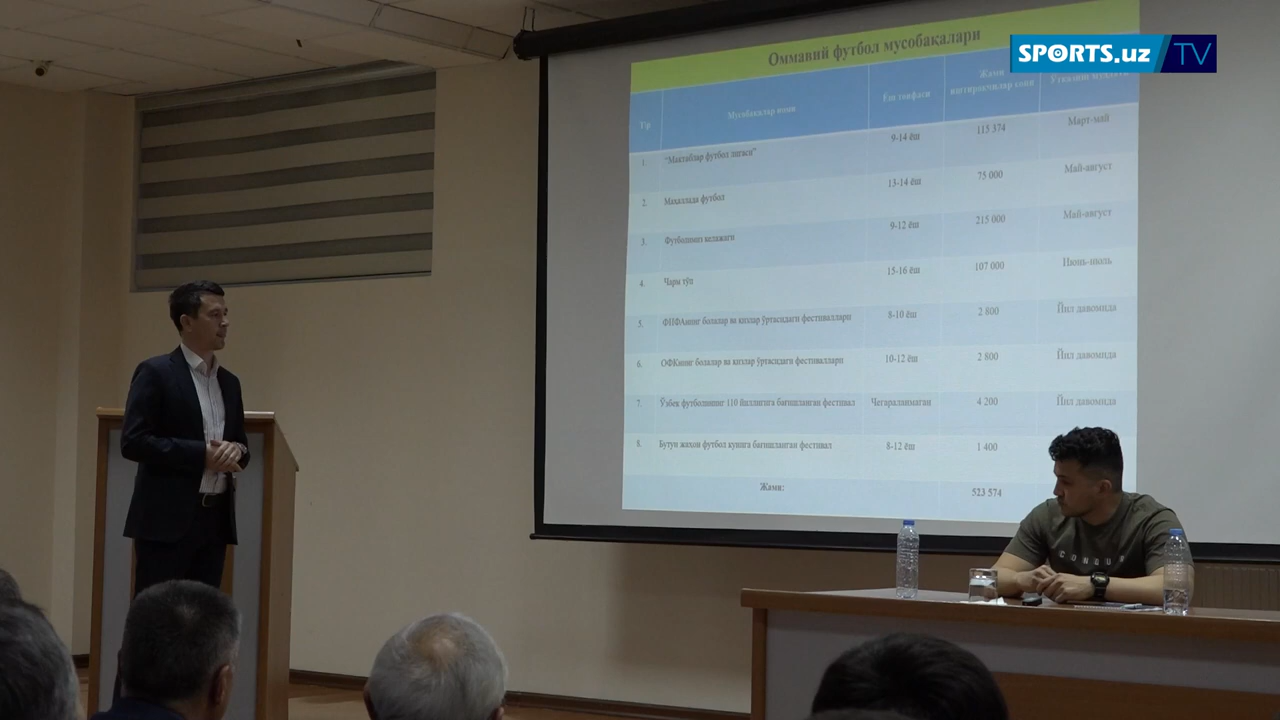 SPORTS.uz TV
Оммавий футбол мусобақалари
Т/р Мусобақалар номи Ёш тоифаси Жами иштирокчилар сони Ўтказиш муддати
1. "Мактаблар футбол лигаси" 9-14 ёш 115 374 Март-май
2. Маҳаллада футбол 13-14 ёш 75 000 Май-август
3. Футболимиз келажаги 9-12 ёш 215 000 Май-август
4. Чарм тўп 15-16 ёш 107 000 Июнь-июль
5. ФИФАнинг болалар ва қизлар ўртасидаги фестиваллари 8-10 ёш 2 800 Йил давомида
6. ОФКнинг болалар ва қизлар ўртасидаги фестиваллари 10-12 ёш 2 800 Йил давомида
7. Ўзбек футболининг 110 йиллигига бағишланган фестивал Чегараланмаган 4 200 Йил давомида
8. Бутун жаҳон футбол кунига бағишланган фестивал 8-12 ёш 1 400
Жами: 523 574